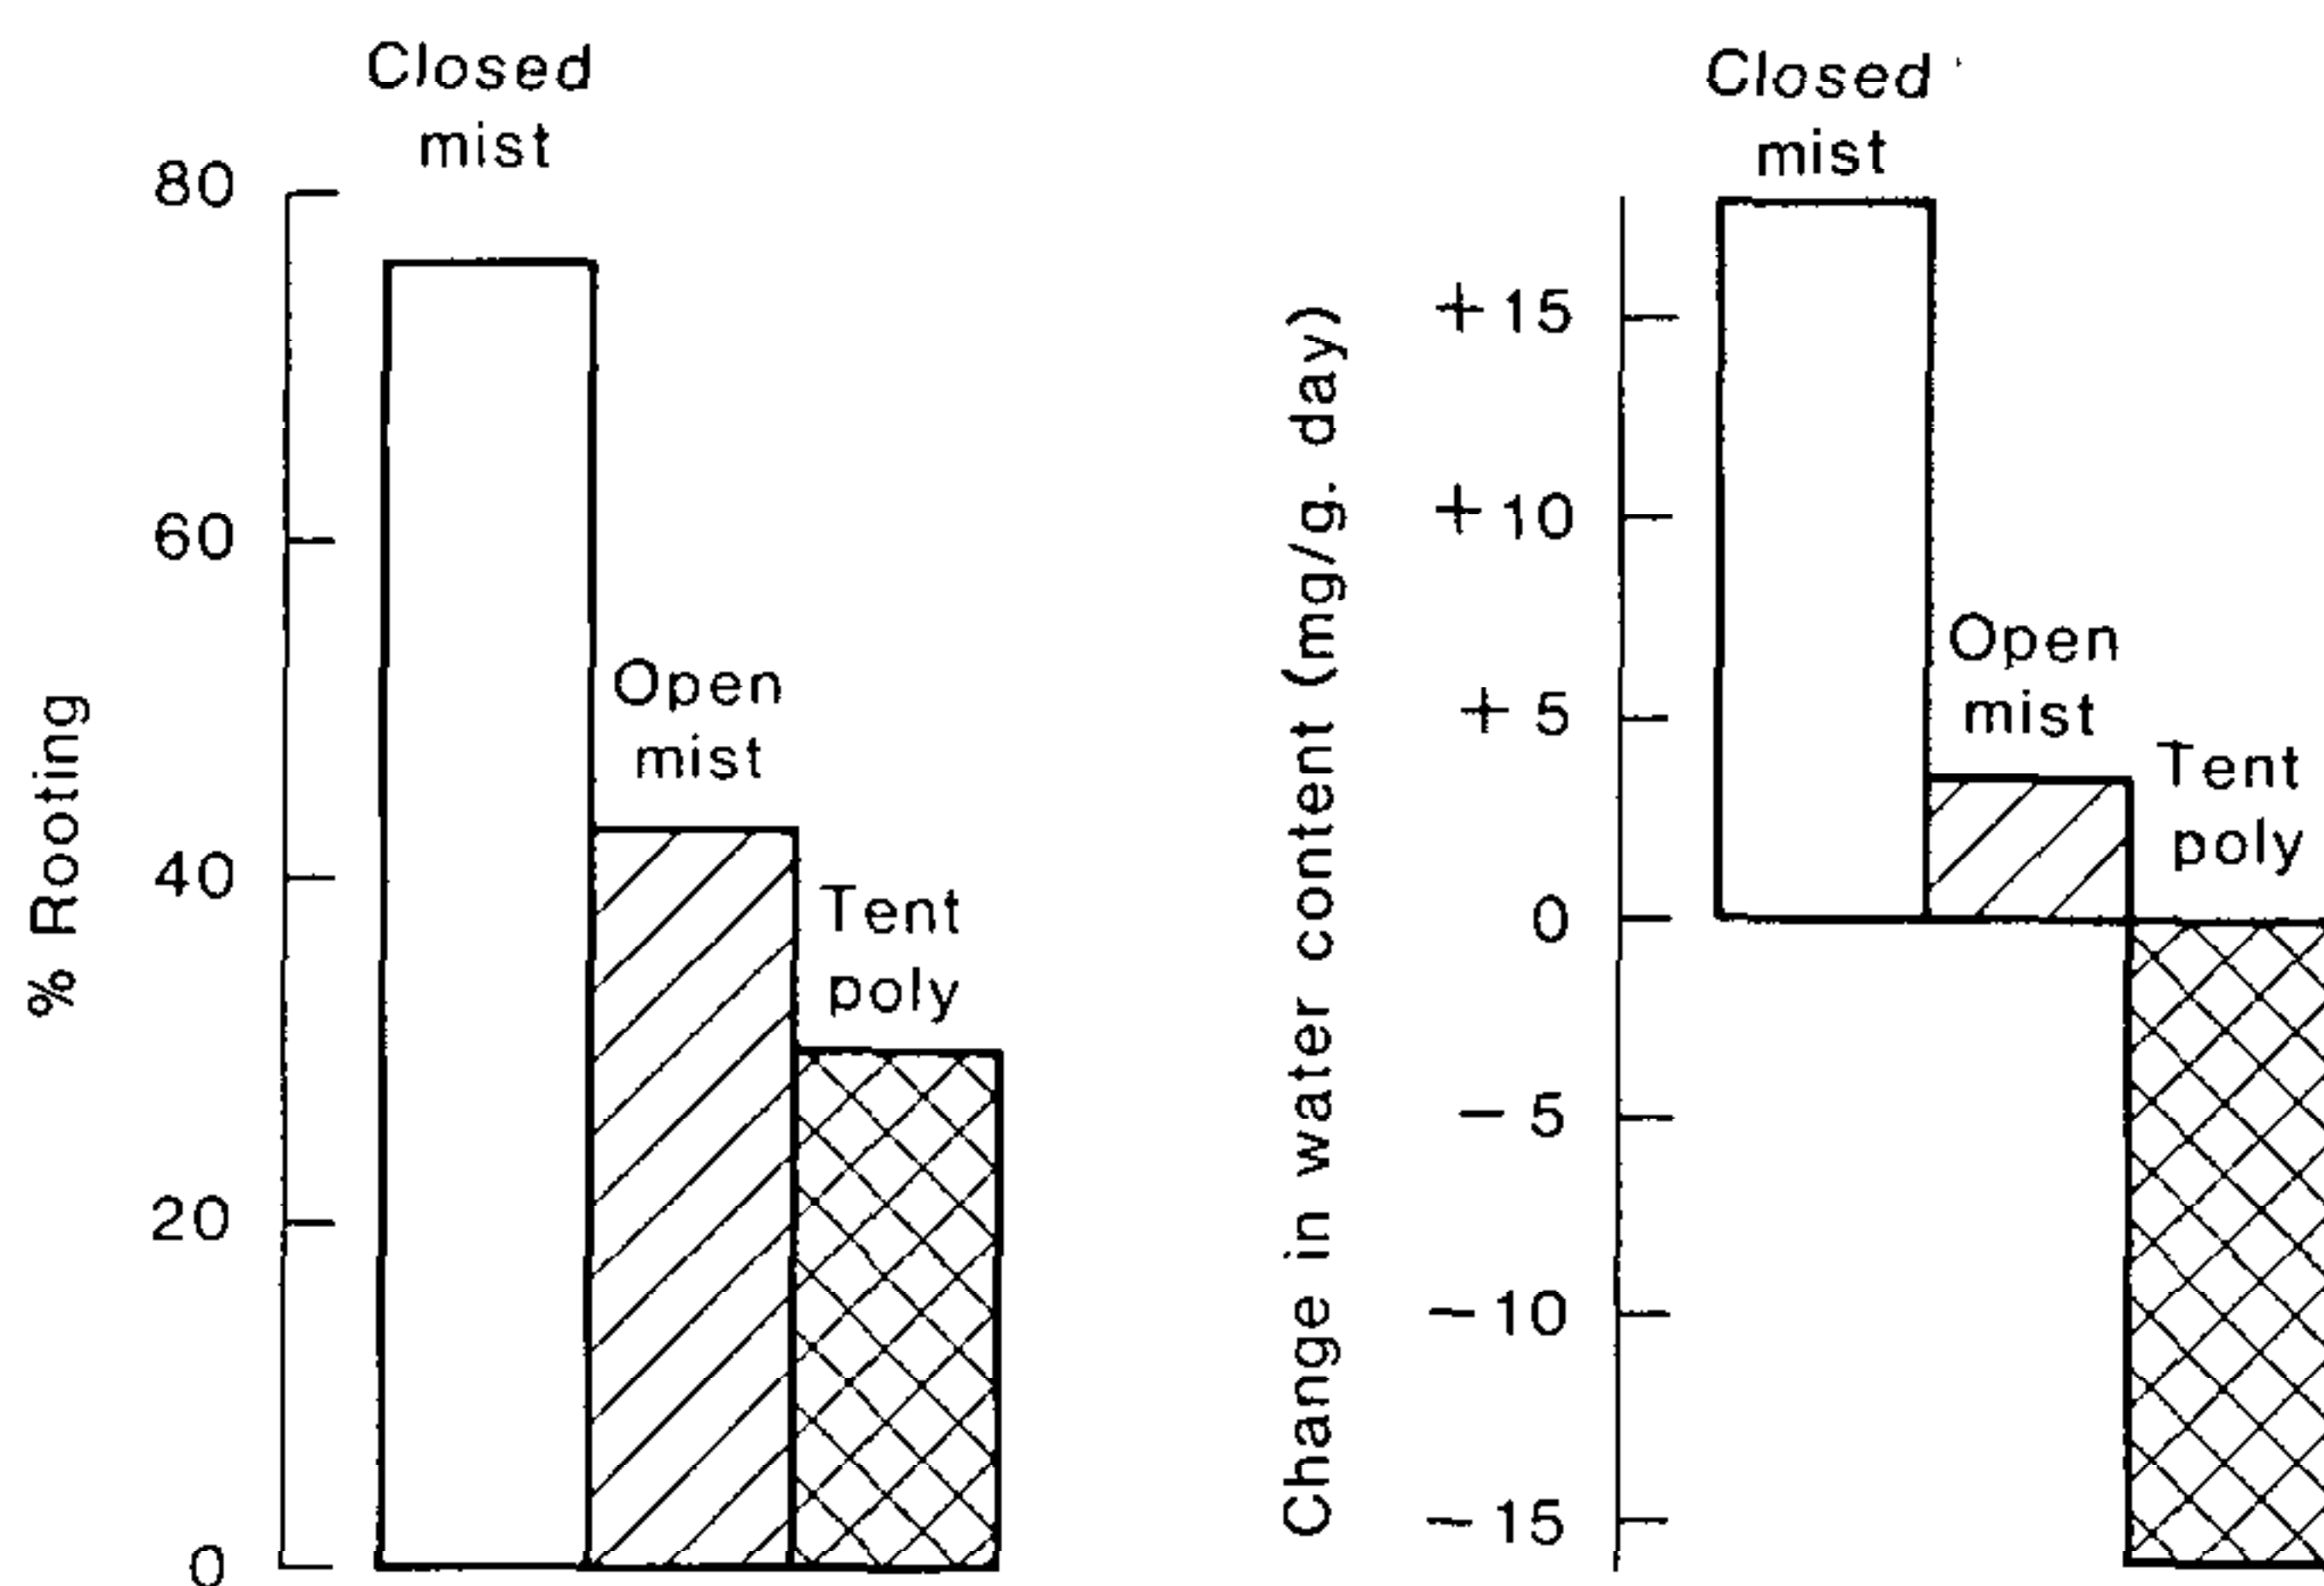 Closed
mist
80
60
40
20
0
% Rooting
Open
mist
Tent
poly
Closed
mist
Change in water content (mg/g. day)
+15
+10
+ 5
0
- 5
-10
-15
Open
mist
Tent
poly